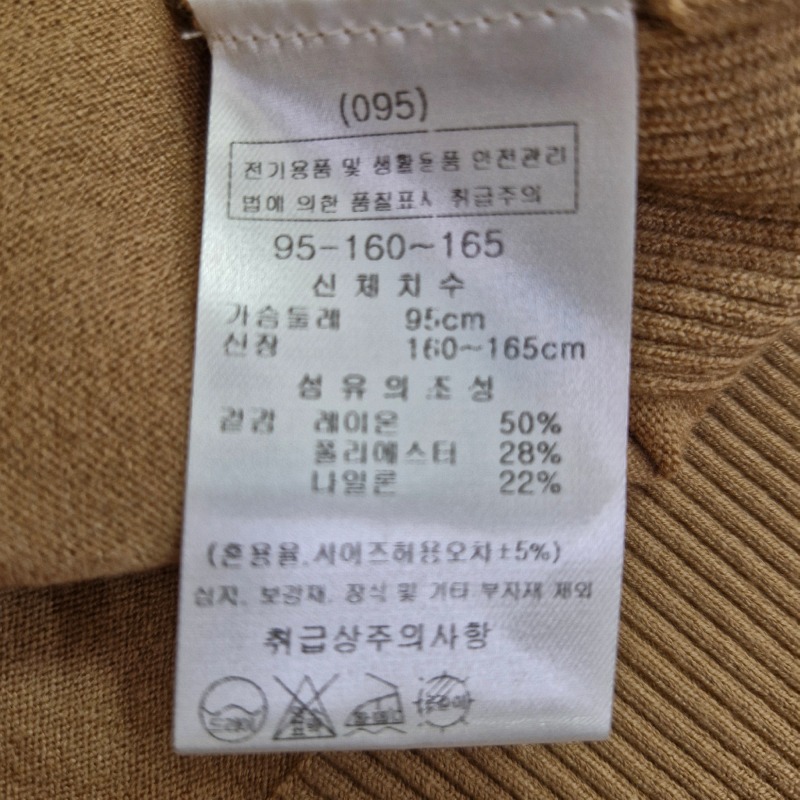 (095)
전기용품 및 생활용품 안전관리
법에 의한 품질표시 취급주의
95-160~165
신체치수
가슴둘레 95cm
신장 160~165cm
섬유의조성
겉감 레이온 50%
폴리에스터 28%
나일론 22%
(혼용율,사이즈허용오차±5%)
심지, 보강재, 장식 및 기타 부자재 제외
취급상주의사항
드라이